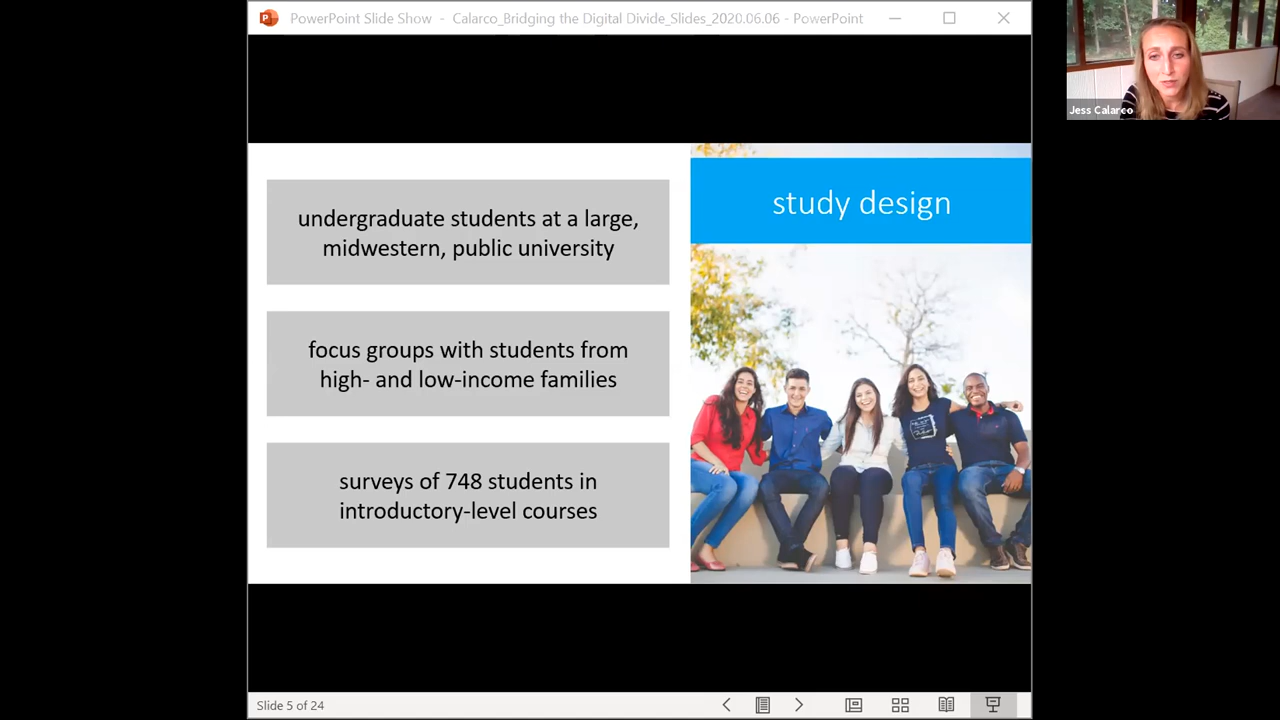 PowerPoint Slide Show - Calarco_Bridging the Digital Divide_Slides_2020.06.06 - PowerPoint
Jess Calarco
study design
undergraduate students at a large,
midwestern, public university
focus groups with students from
high- and low-income families
surveys of 748 students in
introductory-level courses
Slide 5 of 24